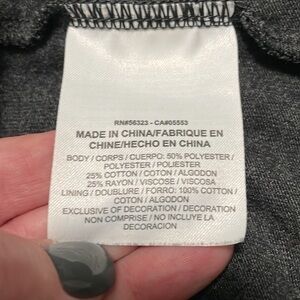 RN#56323 - CA#05553
MADE IN CHINA/FABRIQUE EN
CHINE/HECHO EN CHINA
BODY / CORPS / CUERPO: 50% POLYESTER /
POLYESTER / POLIESTER
25% COTTON / COTON / ALGODON
25% RAYON / VISCOSE / VISCOSA
LINING / DOUBLURE / FORRO: 100% COTTON /
COTON / ALGODON
EXCLUSIVE OF DECORATION / DECORATION
NON COMPRISE / NO INCLUYE LA
DECORACION